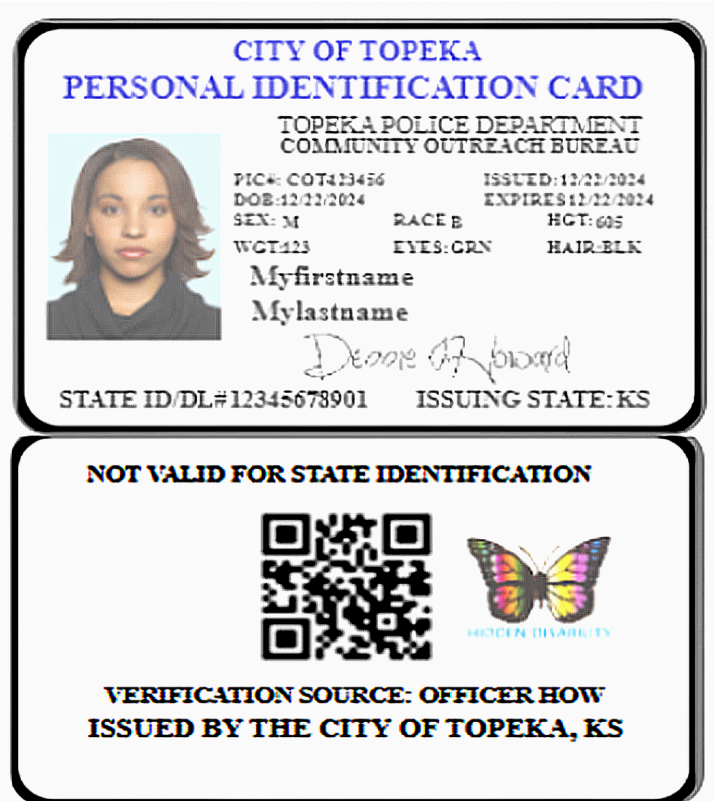 CITY OF TOPEKA
PERSONAL IDENTIFICATION CARD
TOPEKA POLICE DEPARTMENT
COMMUNITY OUTREACH BUREAU
PIC#: COT423456 ISSUED:12/22/2024
DOB:12/22/2024 EXPIRES12/22/2024
SEX: M RACE B HGT: 605
WGT:123 EYES:GRN HAIR:BLK
Myfirstname
Mylastname
Howard
STATE ID/DL#12345678901 ISSUING STATE: KS
NOT VALID FOR STATE IDENTIFICATION
HIDDEN DISABILITY
VERIFICATION SOURCE: OFFICER HOW
ISSUED BY THE CITY OF TOPEKA, KS